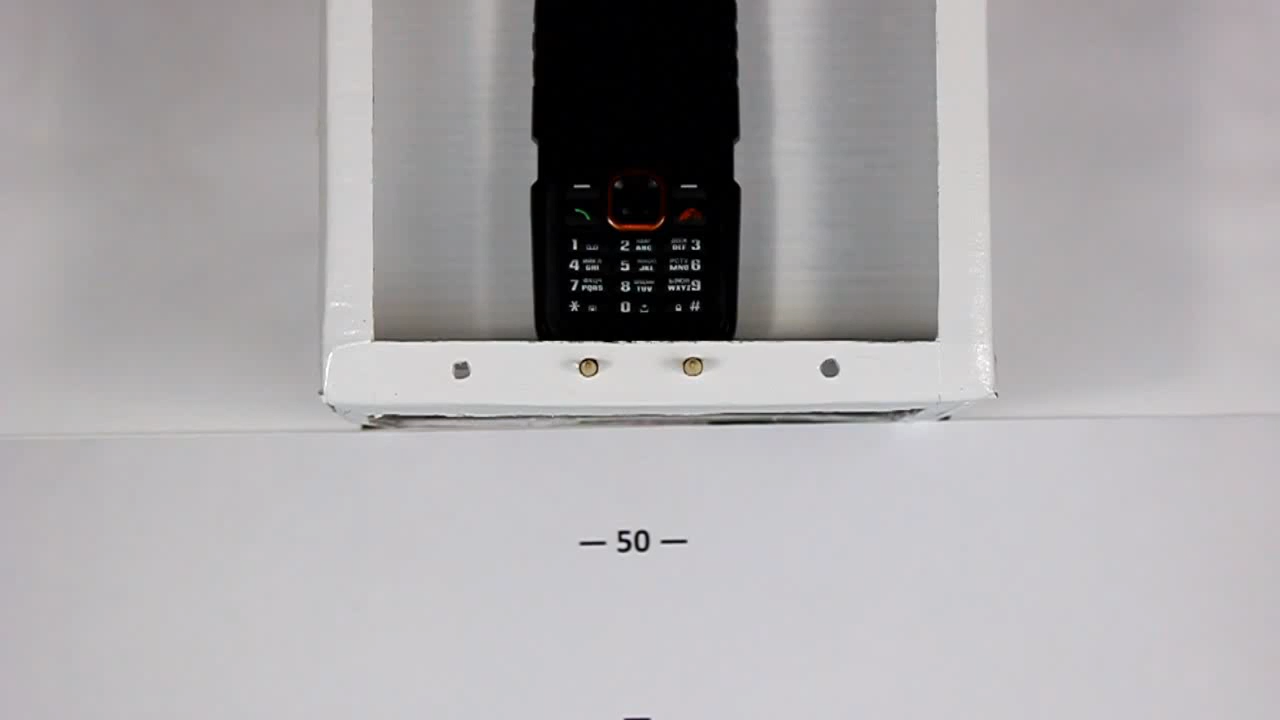 1 2 ABC DEF 3
4 GHI 5 JKL MNO 6
7 PQRS 8 TUV WXYZ 9
* 0 #
— 50 —